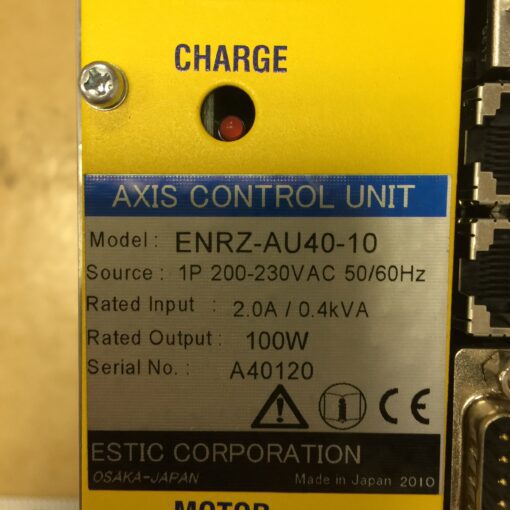 CHARGE
AXIS CONTROL UNIT
Model : ENRZ-AU40-10
Source : 1P 200-230VAC 50/60Hz
Rated Input : 2.0A / 0.4kVA
Rated Output : 100W
Serial No. : A40120
CE
ESTIC CORPORATION
OSAKA-JAPAN Made in Japan 2010
MOTOR